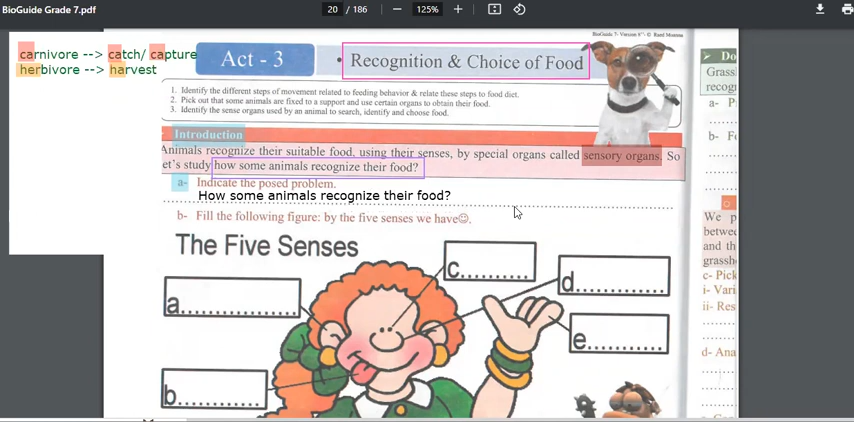 BioGuide Grade 7.pdf
20 / 186
125%
carnivore --> catch/ capture
herbivore --> harvest
BioGuide 7- Version 8
Act - 3
• Recognition & Choice of Food
1. Identify the different steps of movement related to feeding behavior & relate these steps to food diet.
2. Pick out that some animals are fixed to a support and use certain organs to obtain their food.
3. Identify the sense organs used by an animal to search, identify and choose food.
Introduction
Animals recognize their suitable food, using their senses, by special organs called sensory organs. So
et's study how some animals recognize their food?
a- Indicate the posed problem.
How some animals recognize their food?
b- Fill the following figure: by the five senses we have☺.
The Five Senses
a..........
b..........
c..........
d..........
e..........
Do
Grass
recog
a- P
b- F
We p
betwe
and th
grassh
c- Pick
i- Vari
ii- Res
d- Ana